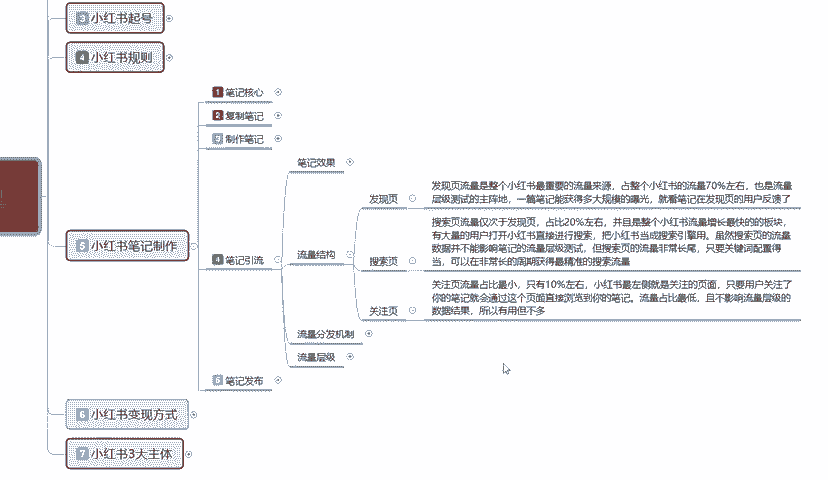 3 小红书起号
4 小红书规则
5 小红书笔记制作
1 笔记核心
2 复制笔记
3 制作笔记
4 笔记引流
笔记效果
流量结构
发现页
发现页流量是整个小红书最重要的流量来源，占整个小红书的流量70%左右，也是流量
层级测试的主阵地，一篇笔记能获得多大规模的曝光，就看笔记在发现页的用户反馈了
搜索页
搜索页流量仅次于发现页，占比20%左右，并且是整个小红书流量增长最快的的板块，
有大量的用户打开小红书直接进行搜索，把小红书当成搜索引擎用。虽然搜索页的流量
数据并不能影响笔记的流量层级测试，但搜索页的流量非常长尾，只要关键词配置得
当，可以在非常长的周期获得最精准的搜索流量
关注页
关注页流量占比最小，只有10%左右，小红书最左侧就是关注的页面，只要用户关注了
你的笔记就会通过这个页面直接浏览到你的笔记。流量占比最低，且不影响流量层级的
数据结果，所以有用但不多
流量分发机制
流量层级
5 笔记发布
6 小红书变现方式
7 小红书3大主体